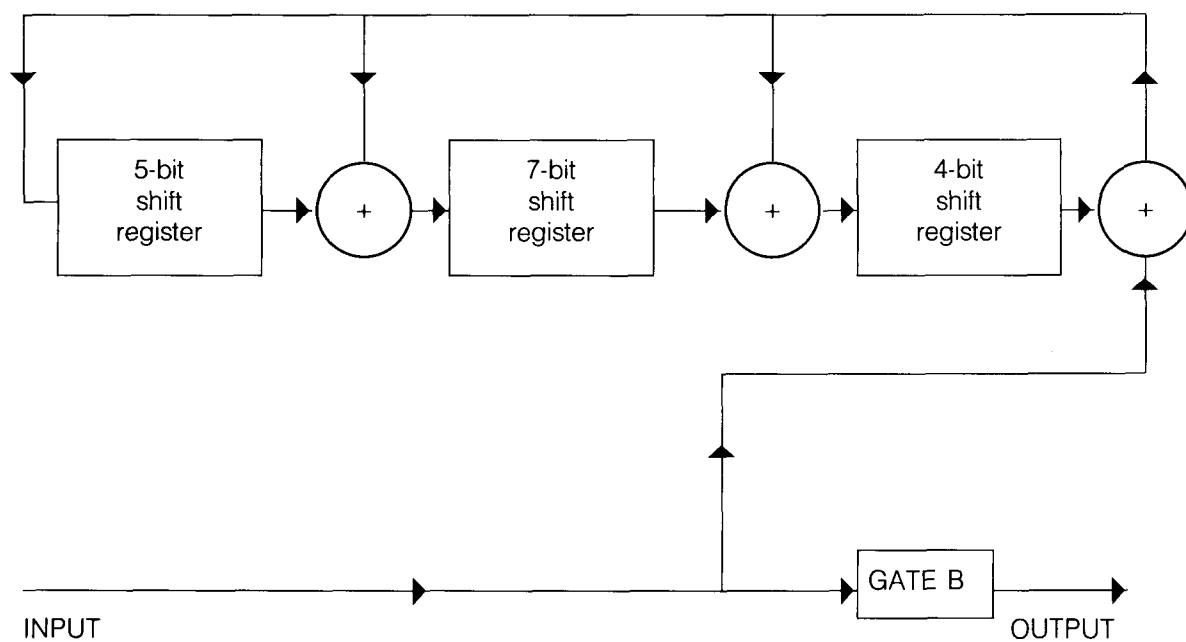 5-bit
shift
register
+
7-bit
shift
register
+
4-bit
shift
register
+
GATE B
INPUT
OUTPUT